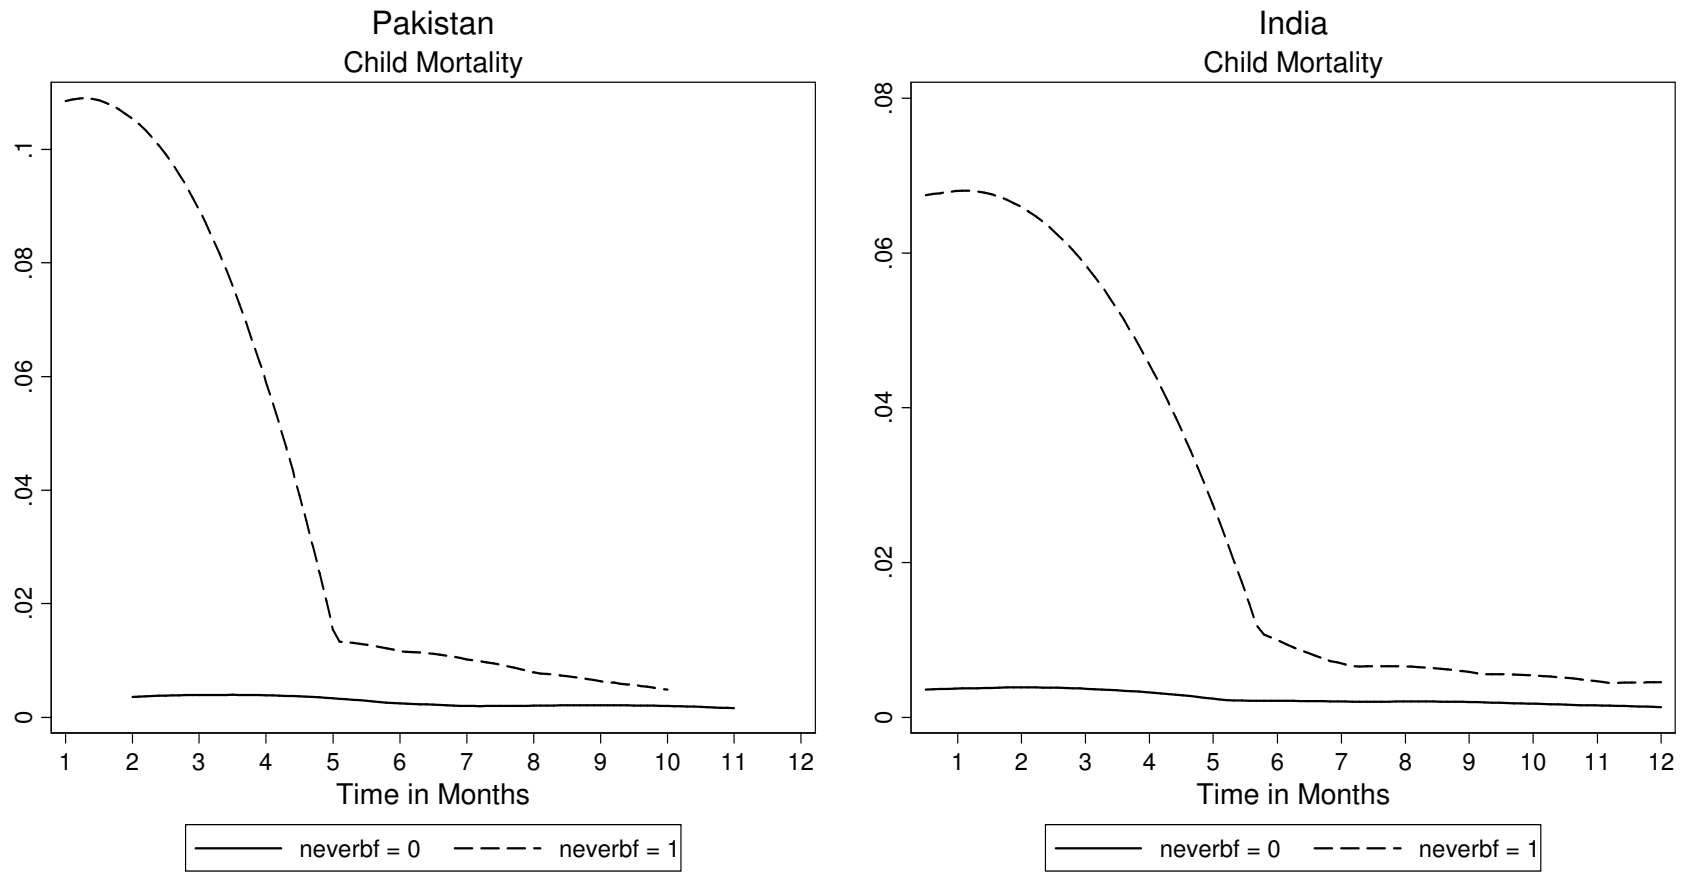 Pakistan
Child Mortality
.1
.08
.06
.04
.02
0
1 2 3 4 5 6 7 8 9 10 11 12
Time in Months
neverbf = 0 neverbf = 1
India
Child Mortality
.08
.06
.04
.02
0
1 2 3 4 5 6 7 8 9 10 11 12
Time in Months
neverbf = 0 neverbf = 1